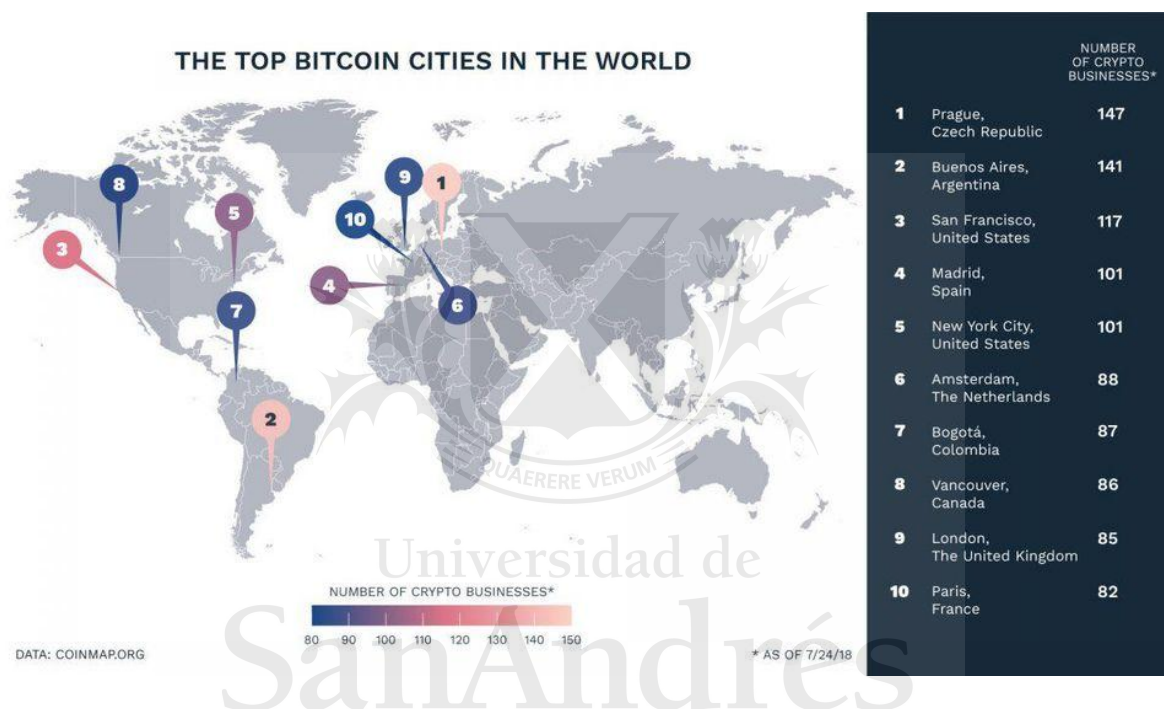 THE TOP BITCOIN CITIES IN THE WORLD
8
5
3
7
2
9
1
10
4
6
NUMBER OF CRYPTO BUSINESSES*
80 90 100 110 120 130 140 150
DATA: COINMAP.ORG
* AS OF 7/24/18
NUMBER
OF CRYPTO
BUSINESSES*
1 Prague, 147
Czech Republic
2 Buenos Aires, 141
Argentina
3 San Francisco, 117
United States
4 Madrid, 101
Spain
5 New York City, 101
United States
6 Amsterdam, 88
The Netherlands
7 Bogotá, 87
Colombia
8 Vancouver, 86
Canada
9 London, 85
The United Kingdom
10 Paris, 82
France
QUAERERE VERUM
Universidad de
SanAndrés